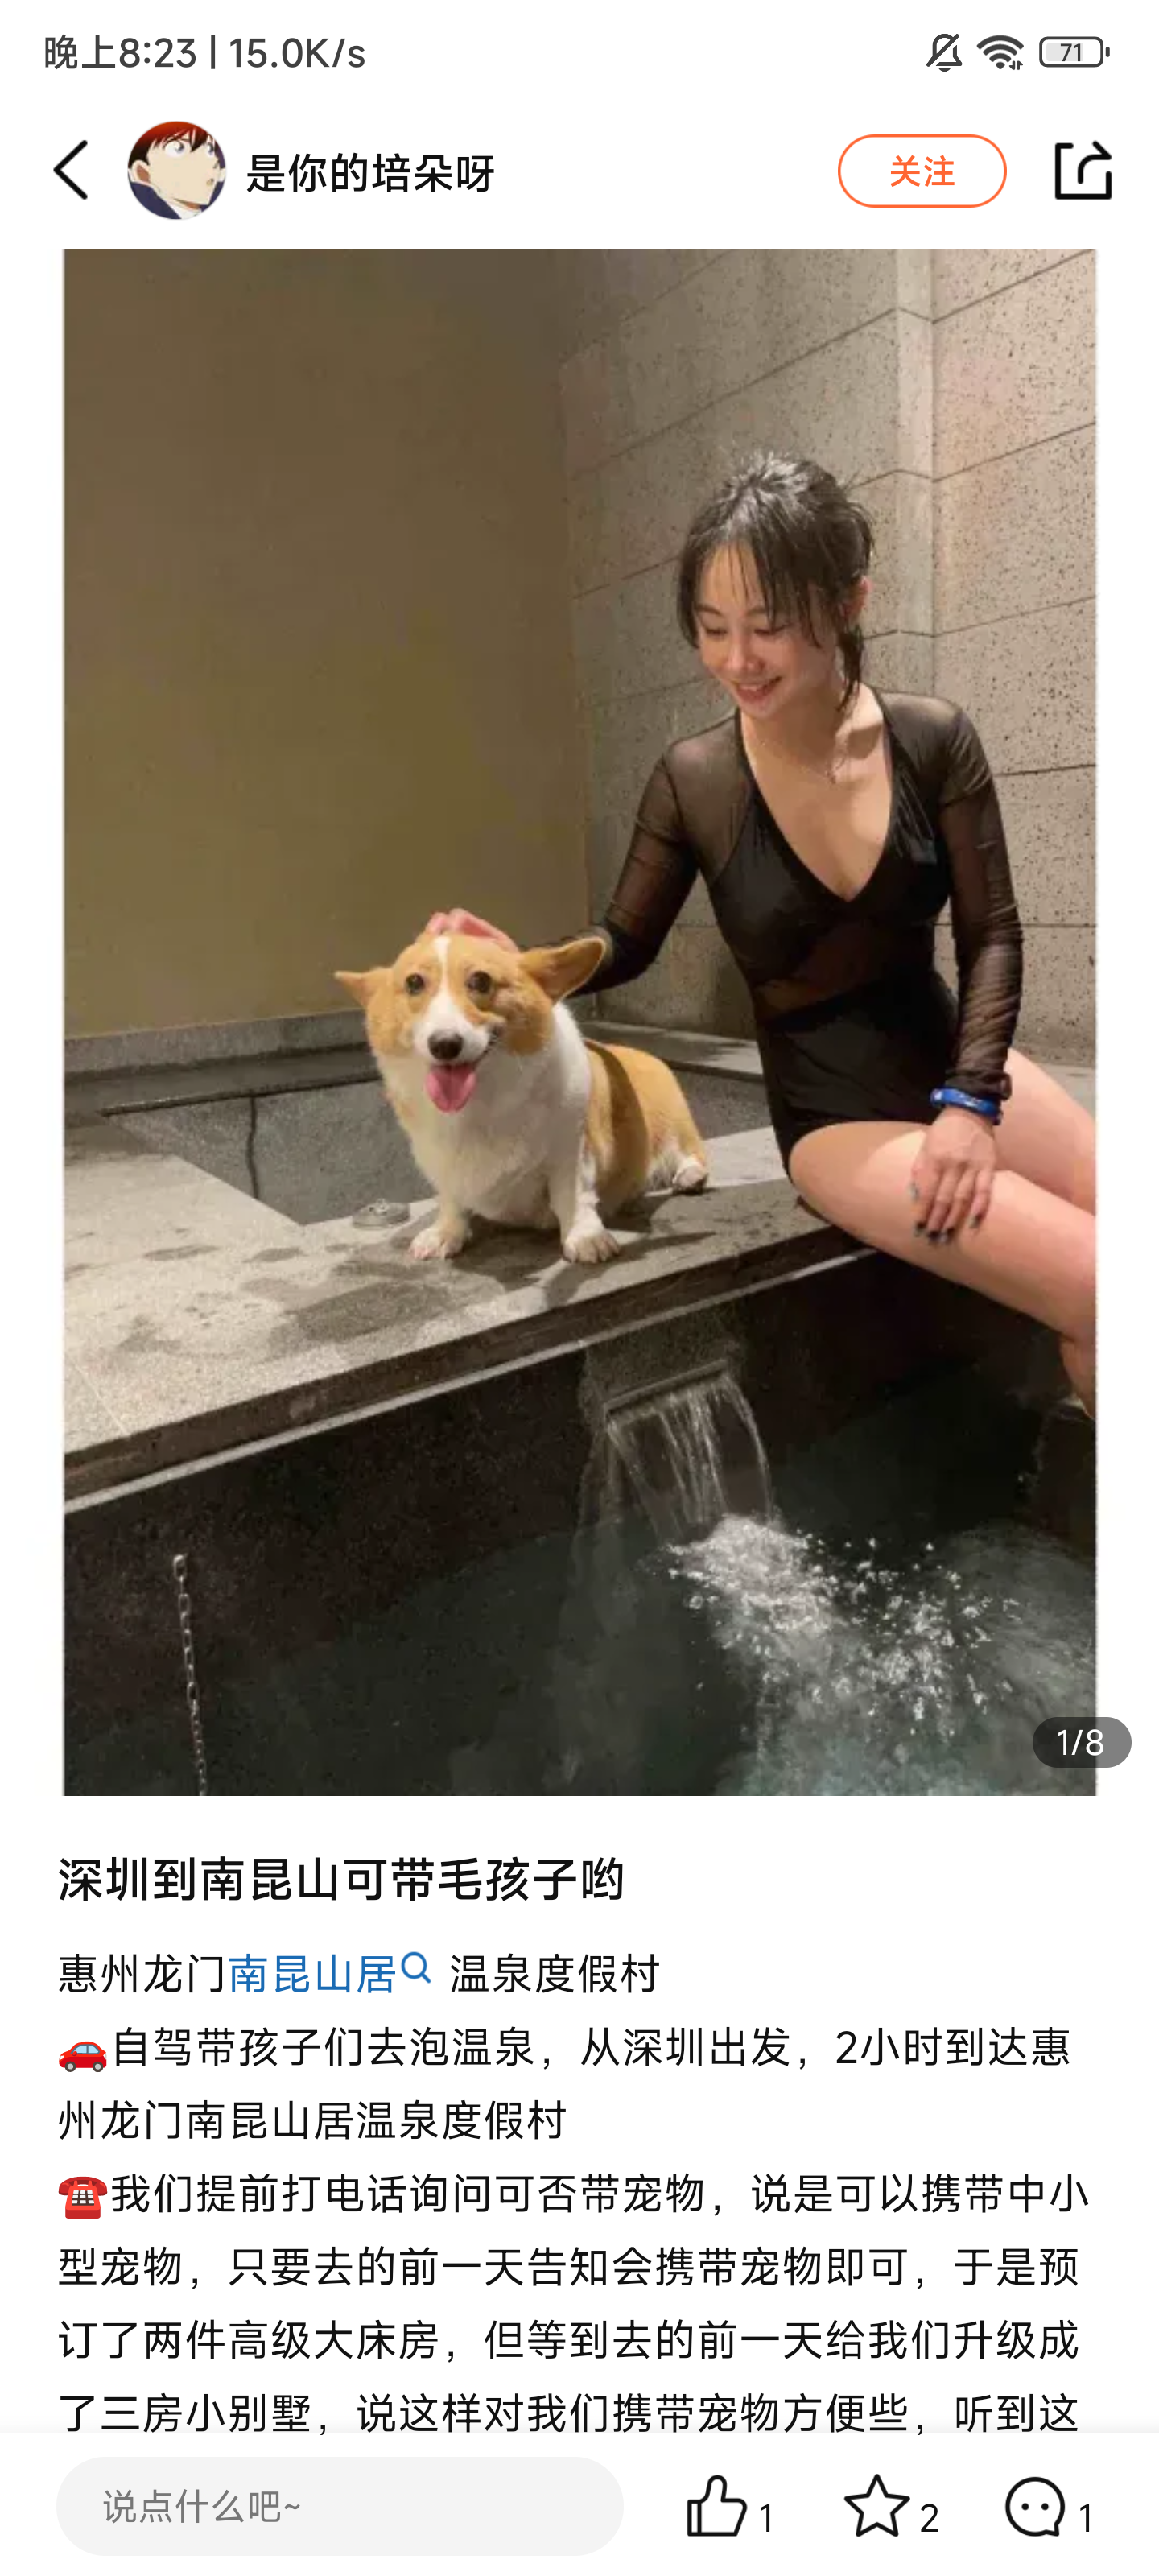 晚上8:23 | 15.0K/s
71
是你的培朵呀
关注
1/8
深圳到南昆山可带毛孩子哟
惠州龙门南昆山居 温泉度假村
🚗自驾带孩子们去泡温泉，从深圳出发，2小时到达惠
州龙门南昆山居温泉度假村
☎️我们提前打电话询问可否带宠物，说是可以携带中小
型宠物，只要去的前一天告知会携带宠物即可，于是预
订了两件高级大床房，但等到去的前一天给我们升级成
了三房小别墅，说这样对我们携带宠物方便些，听到这
说点什么吧~
1
2
1